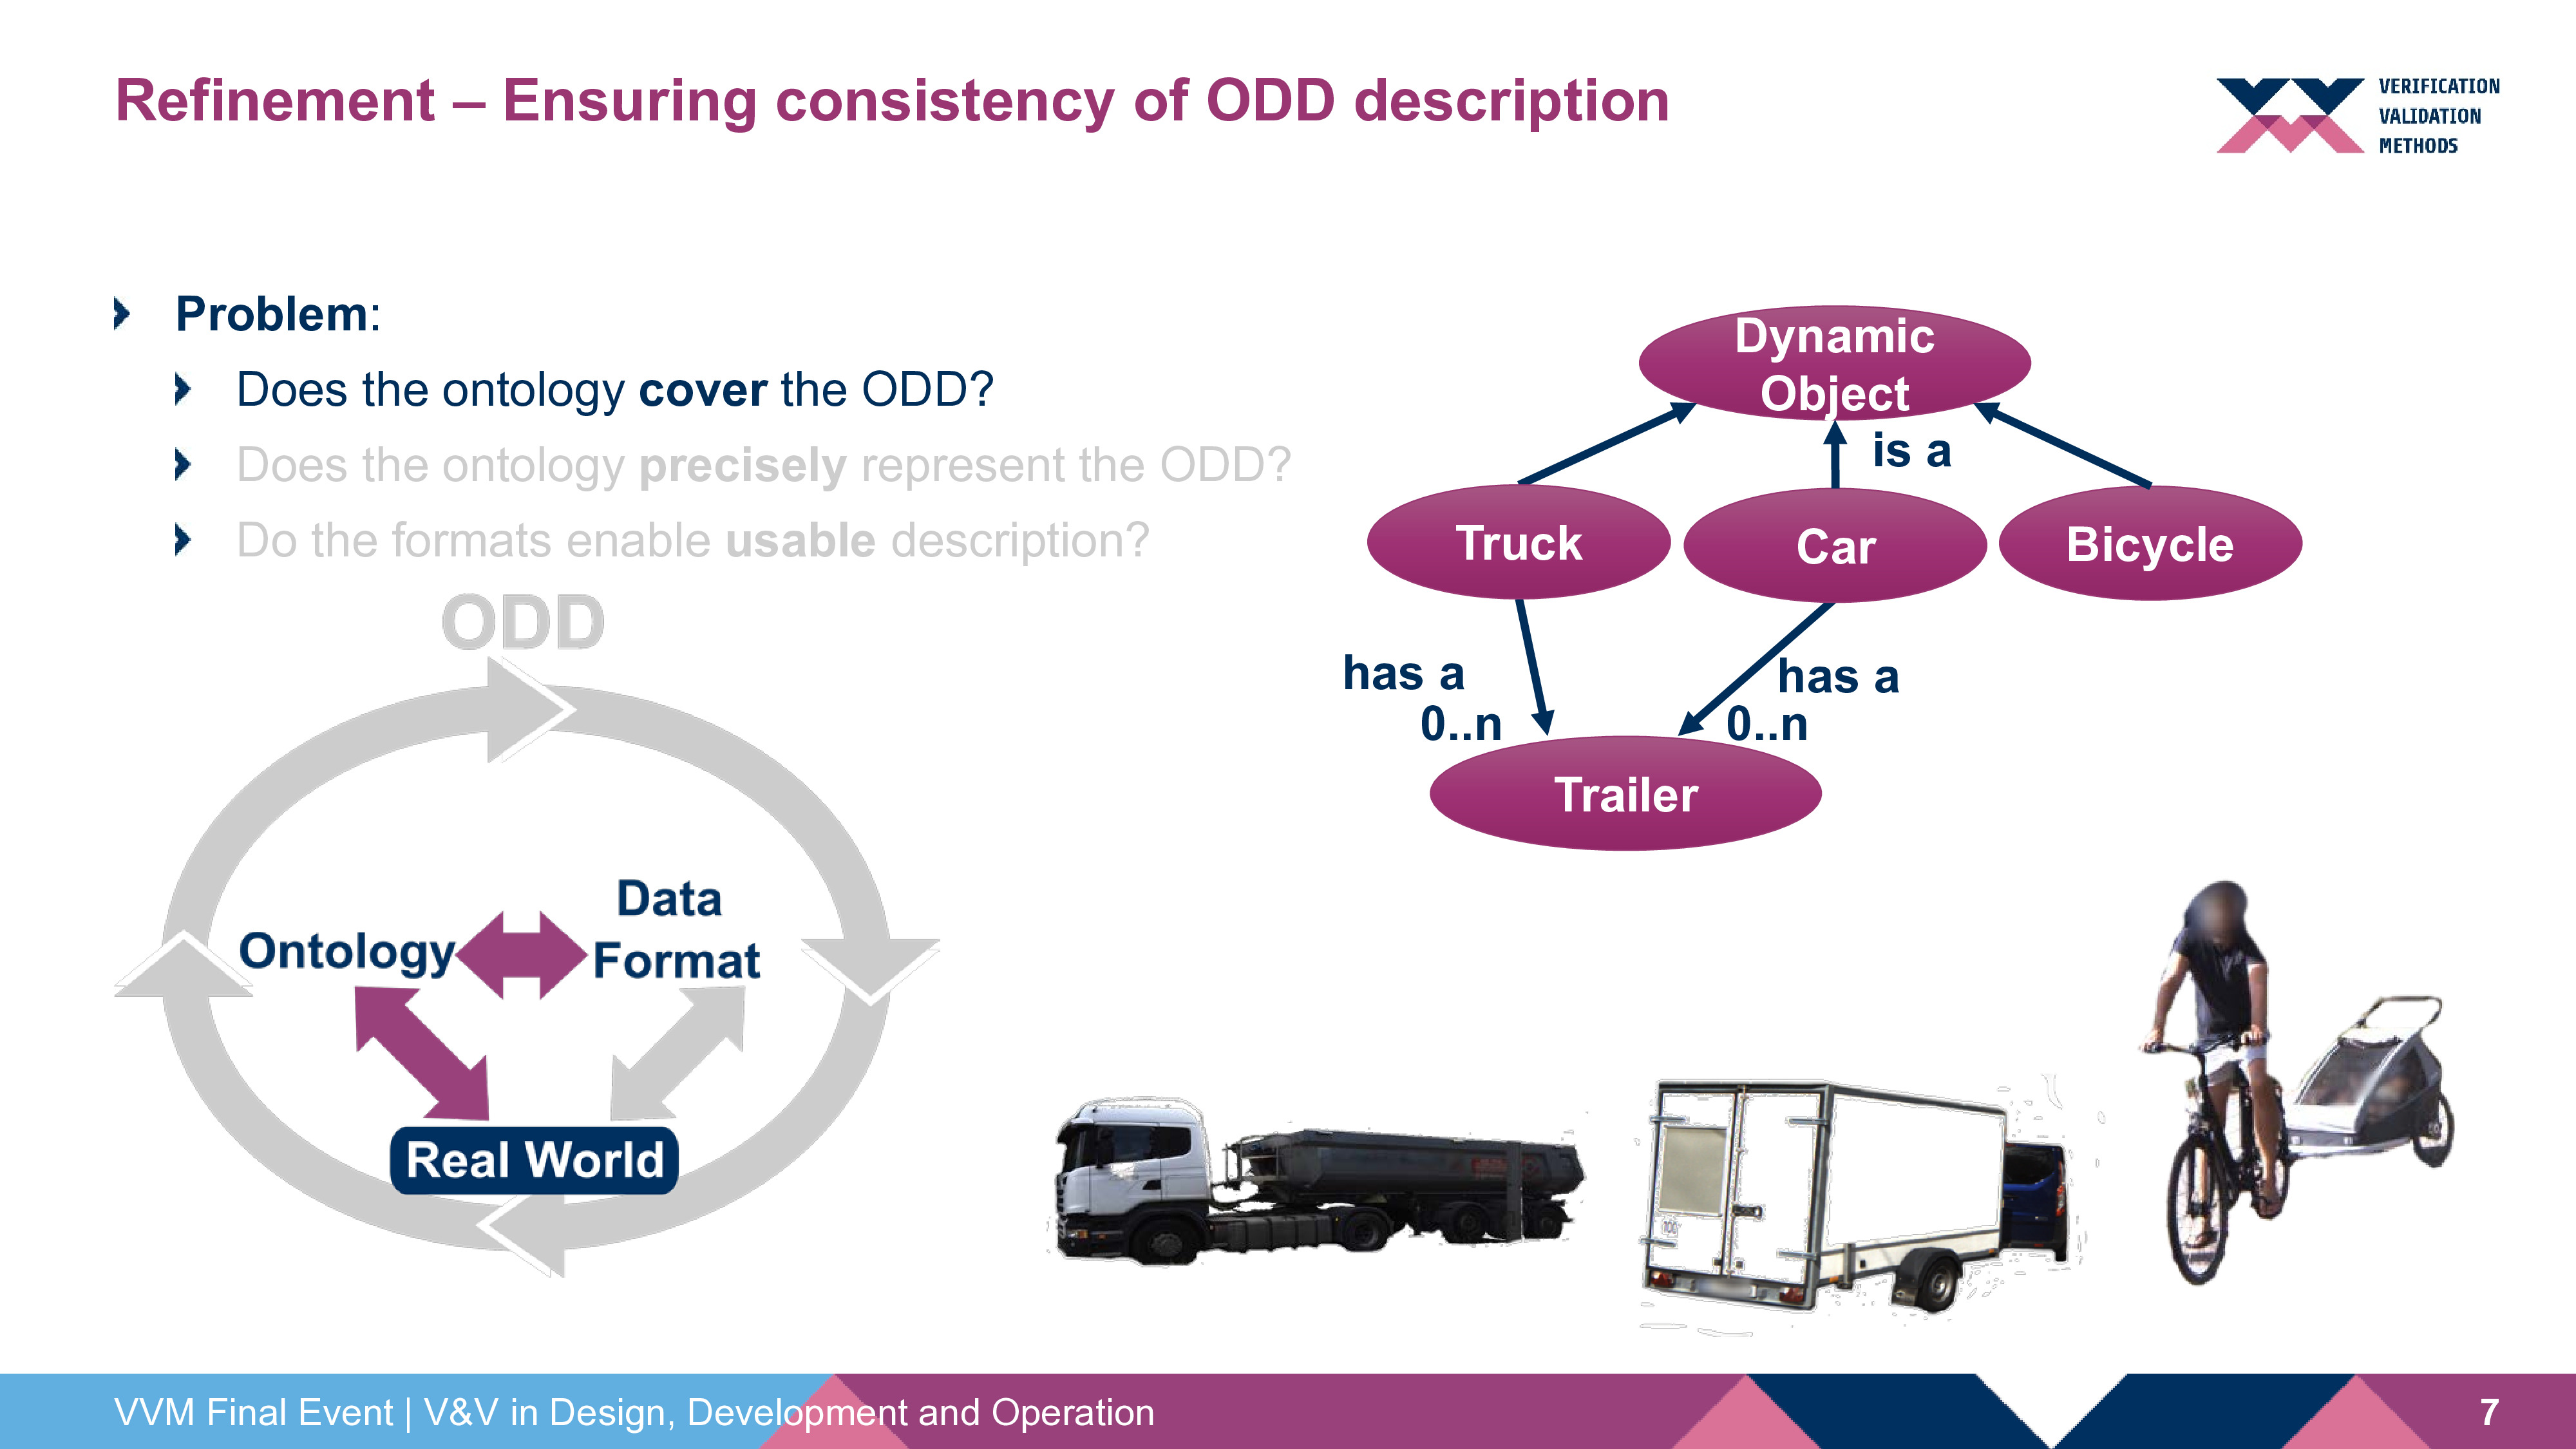 Refinement – Ensuring consistency of ODD description
VERIFICATION
VALIDATION
METHODS
Problem:
Does the ontology cover the ODD?
Does the ontology precisely represent the ODD?
Do the formats enable usable description?
ODD
Ontology
Data
Format
Real World
Dynamic
Object
is a
Truck
Car
Bicycle
has a
0..n
has a
0..n
Trailer
100
VVM Final Event | V&V in Design, Development and Operation
7